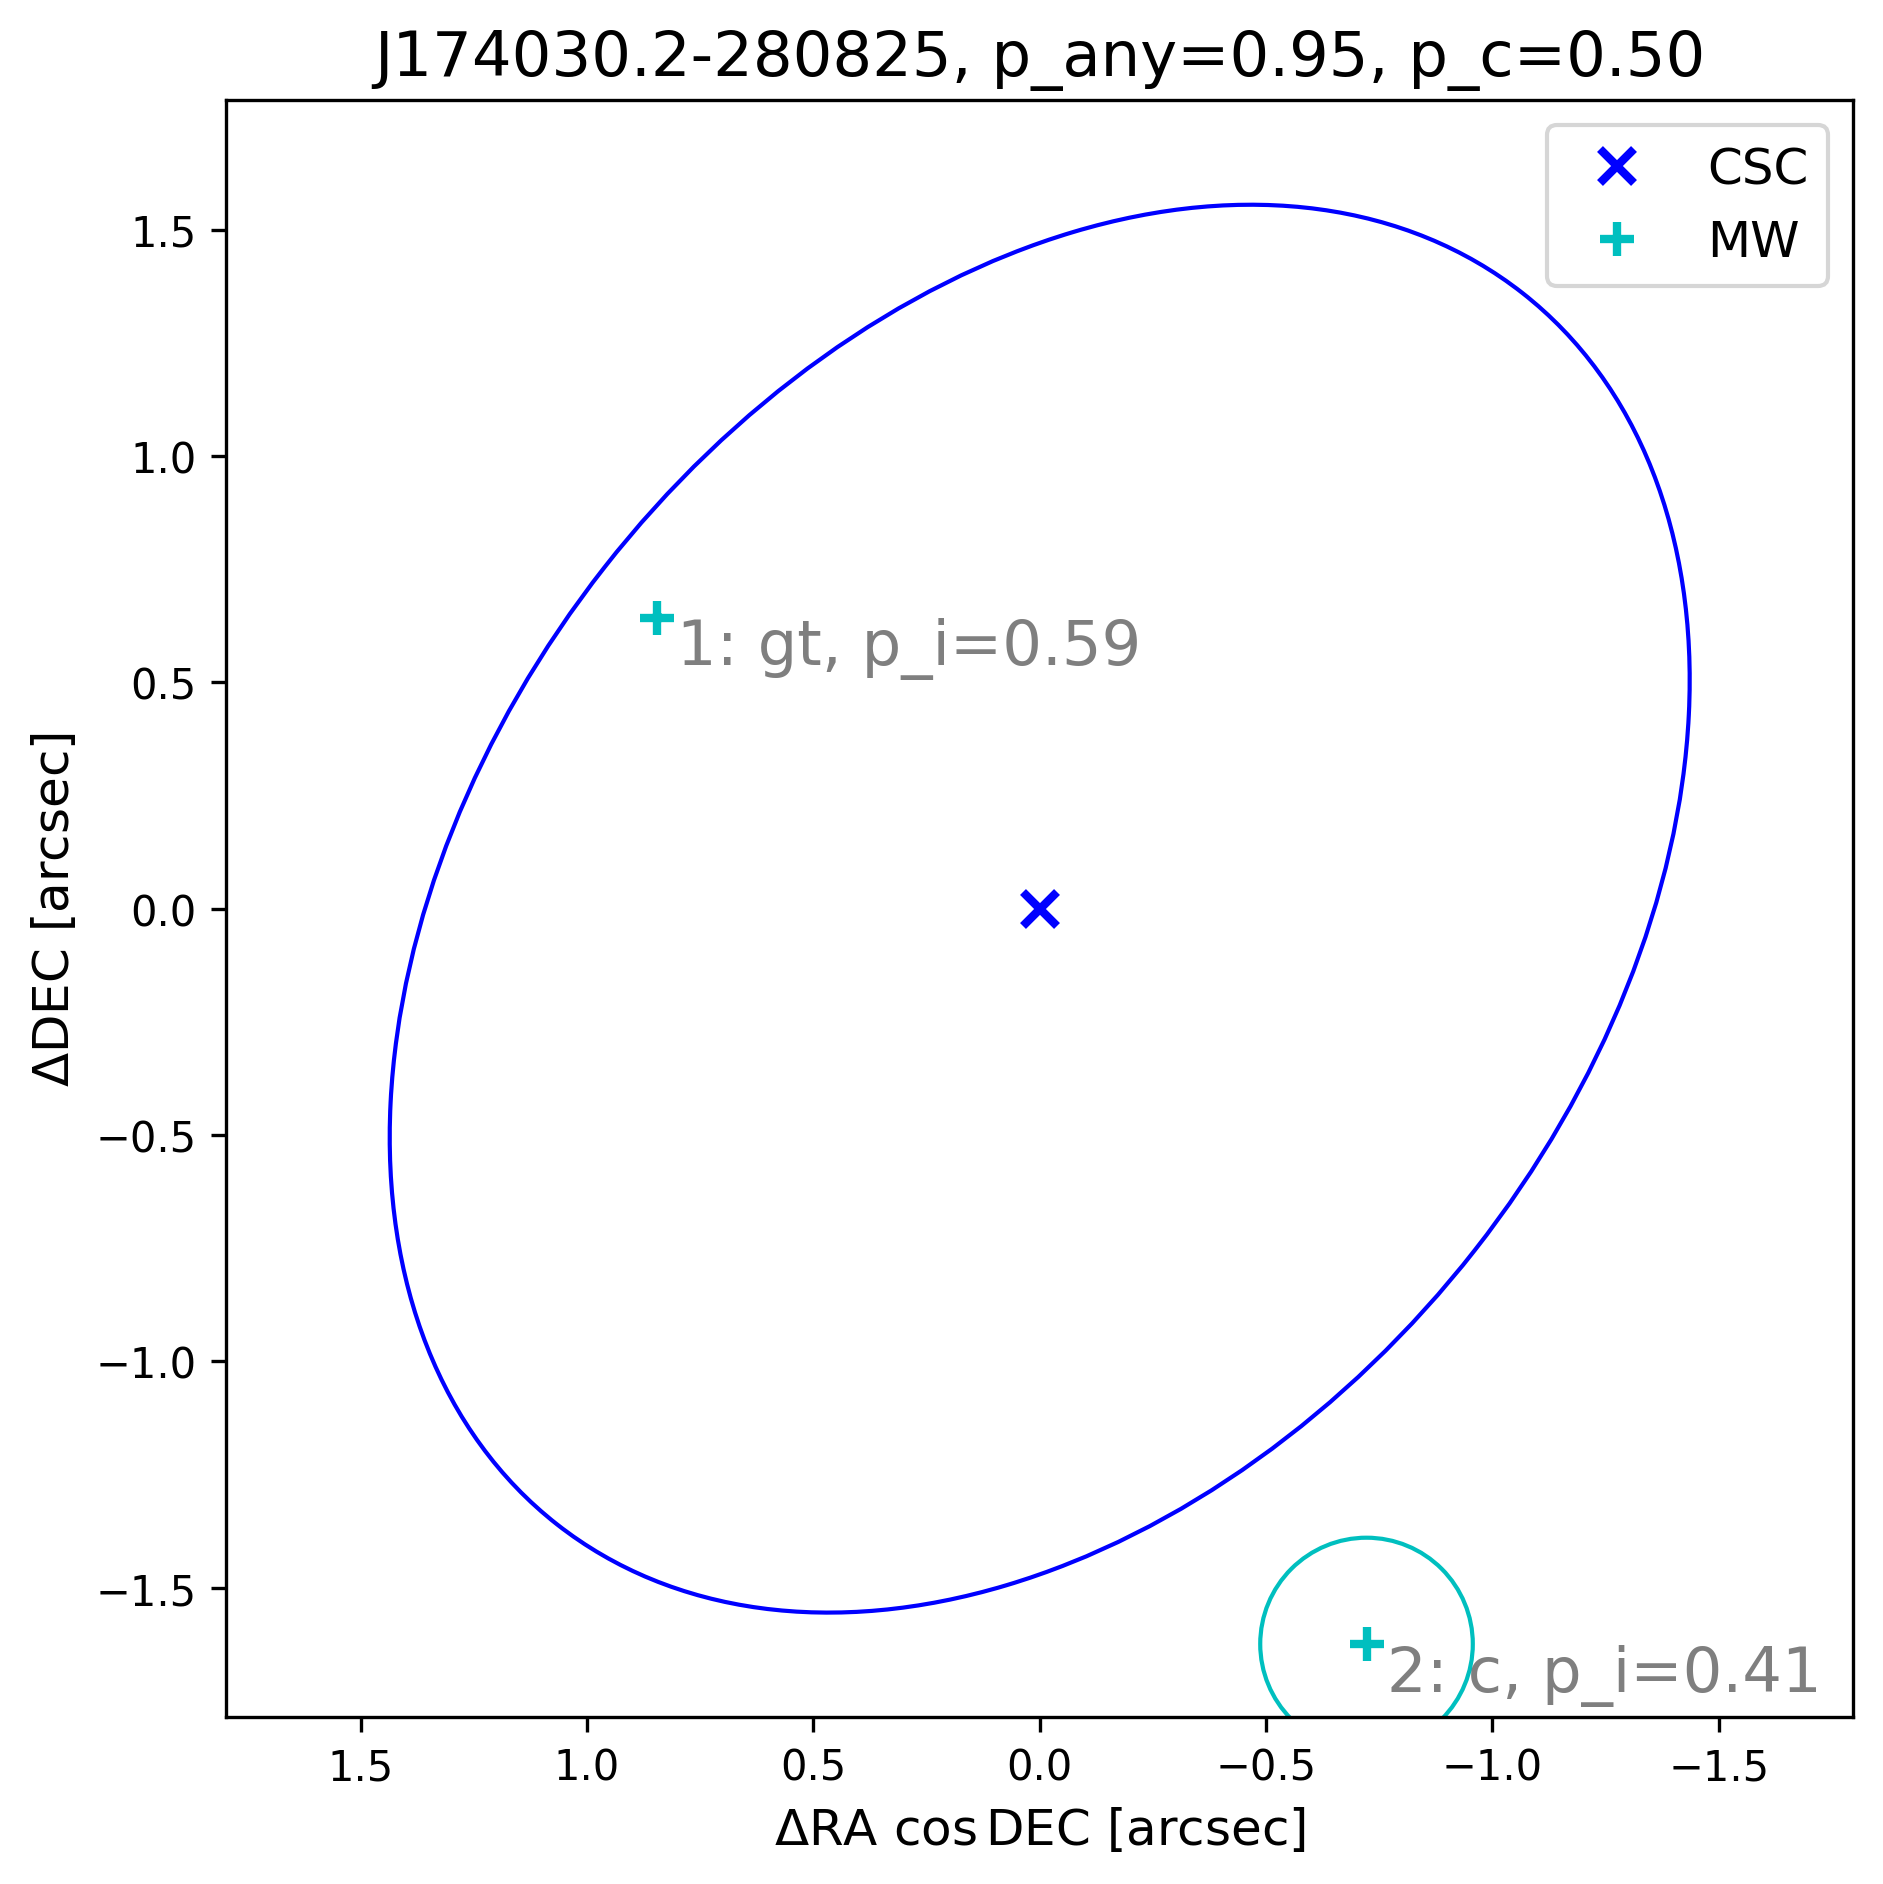 J174030.2-280825, p_any=0.95, p_c=0.50
CSC
MW
1.5
1.0
0.5
0.0
−0.5
−1.0
−1.5
ΔDEC [arcsec]
1: gt, p_i=0.59
2: c, p_i=0.41
1.5 1.0 0.5 0.0 −0.5 −1.0 −1.5
ΔRA cos DEC [arcsec]